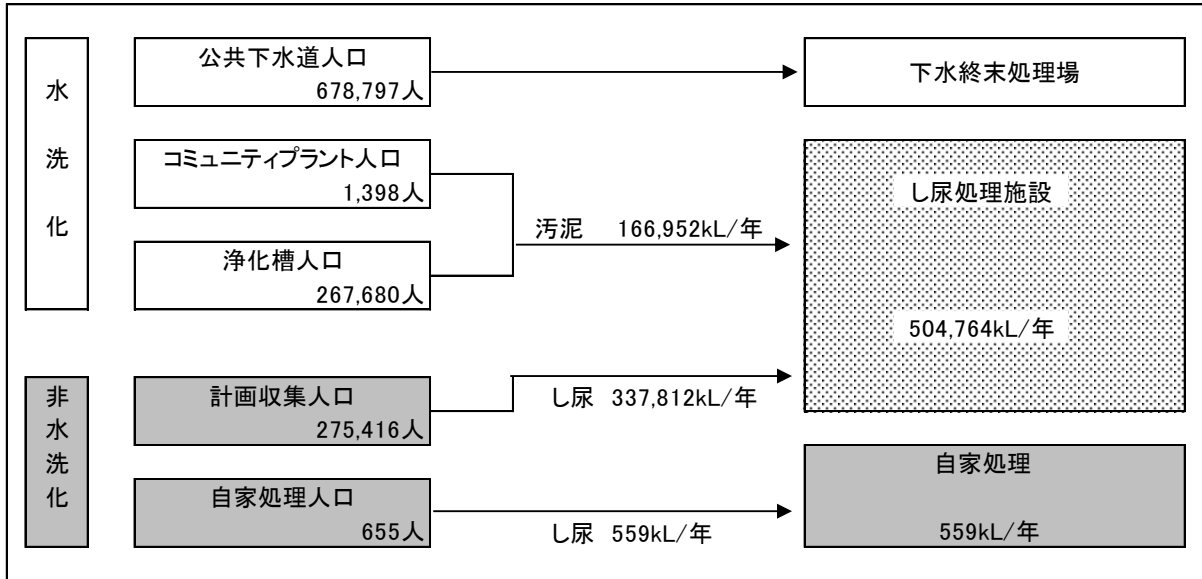 水洗化
公共下水道人口
678,797人
下水終末処理場
コミュニティプラント人口
1,398人
浄化槽人口
267,680人
汚泥 166,952kL/年
し尿処理施設
504,764kL/年
非水洗化
計画収集人口
275,416人
し尿 337,812kL/年
自家処理人口
655人
し尿 559kL/年
自家処理
559kL/年